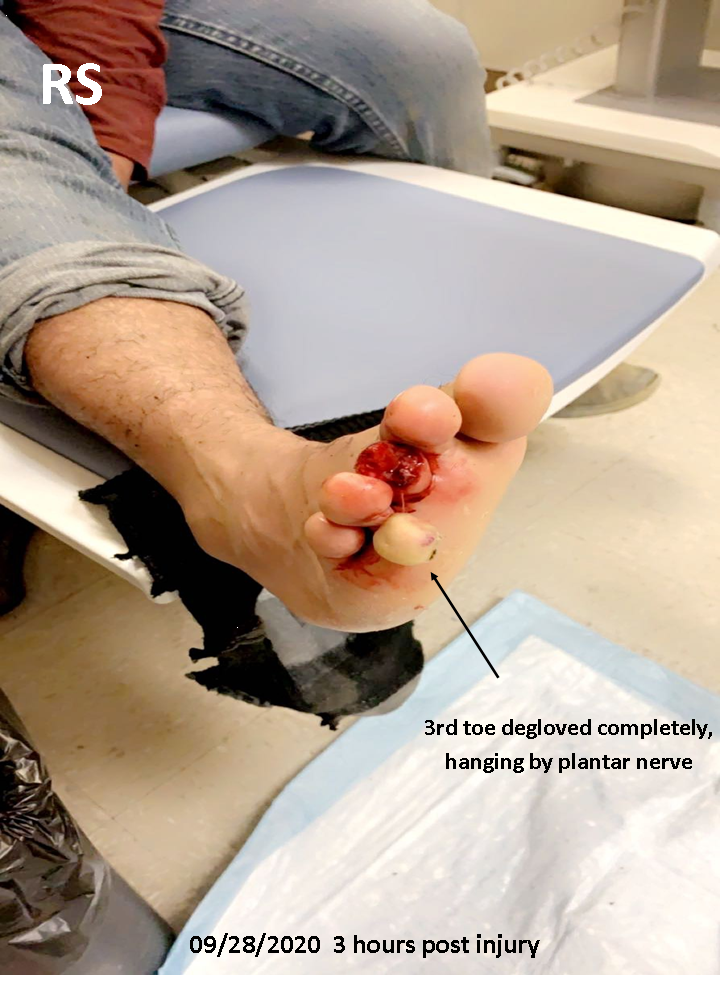 RS
3rd toe degloved completely,
hanging by plantar nerve
09/28/2020 3 hours post injury